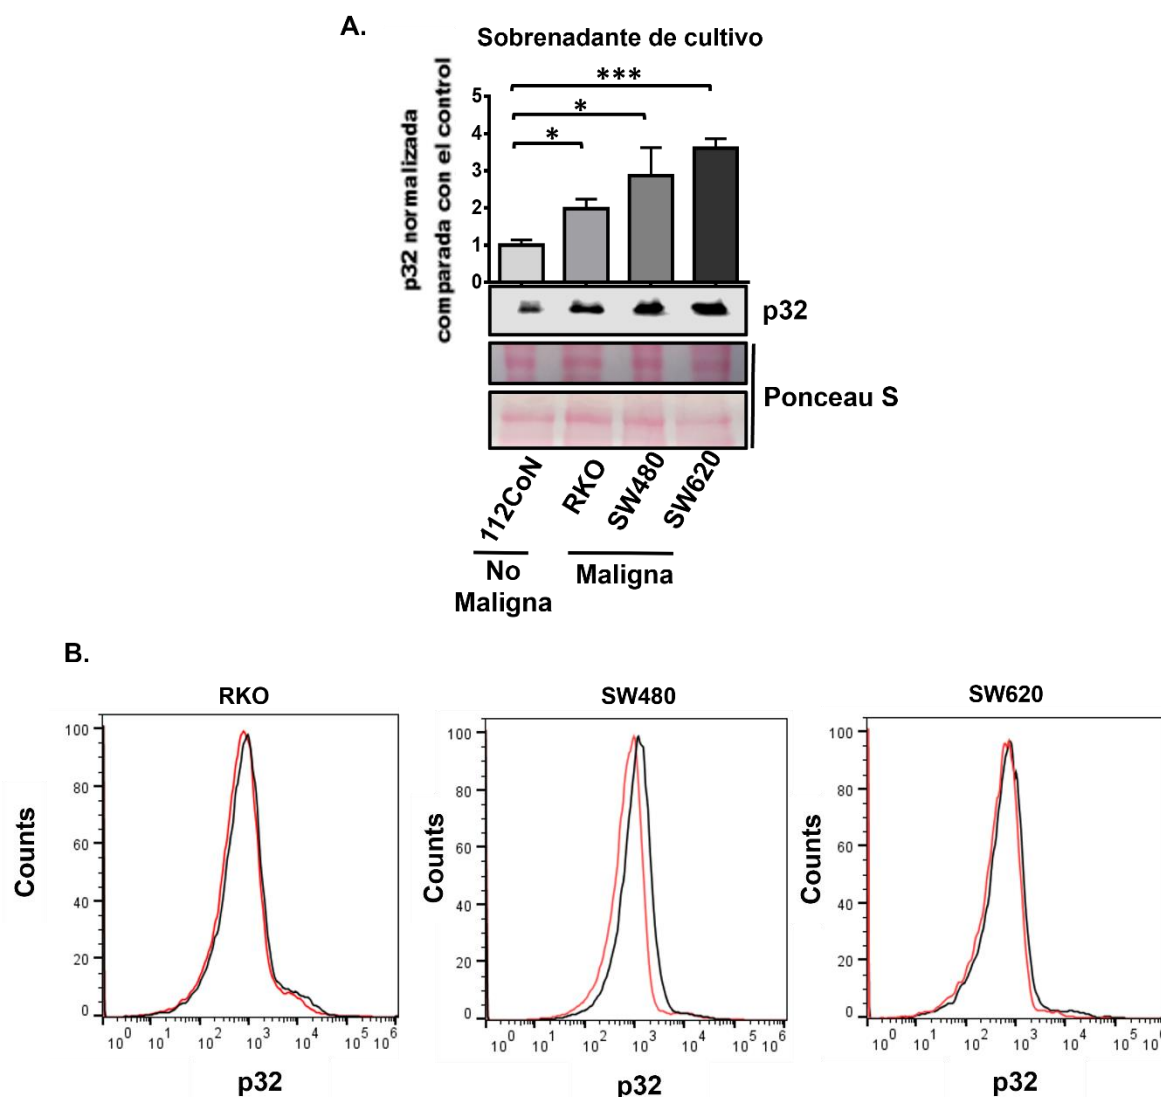 A.
Sobrenadante de cultivo
p32 normalizada
comparada con el control
***
*
*
5
4
3
2
1
0
p32
Ponceau S
112CoN
RKO
SW480
SW620
No
Maligna
Maligna
B.
RKO
Counts
100
80
60
40
20
0
10^0 10^1 10^2 10^3 10^4 10^5 10^6
p32
SW480
Counts
100
80
60
40
20
0
10^0 10^1 10^2 10^3 10^4 10^5 10^6
p32
SW620
Counts
100
80
60
40
20
0
10^0 10^1 10^2 10^3 10^4 10^5 10^6
p32